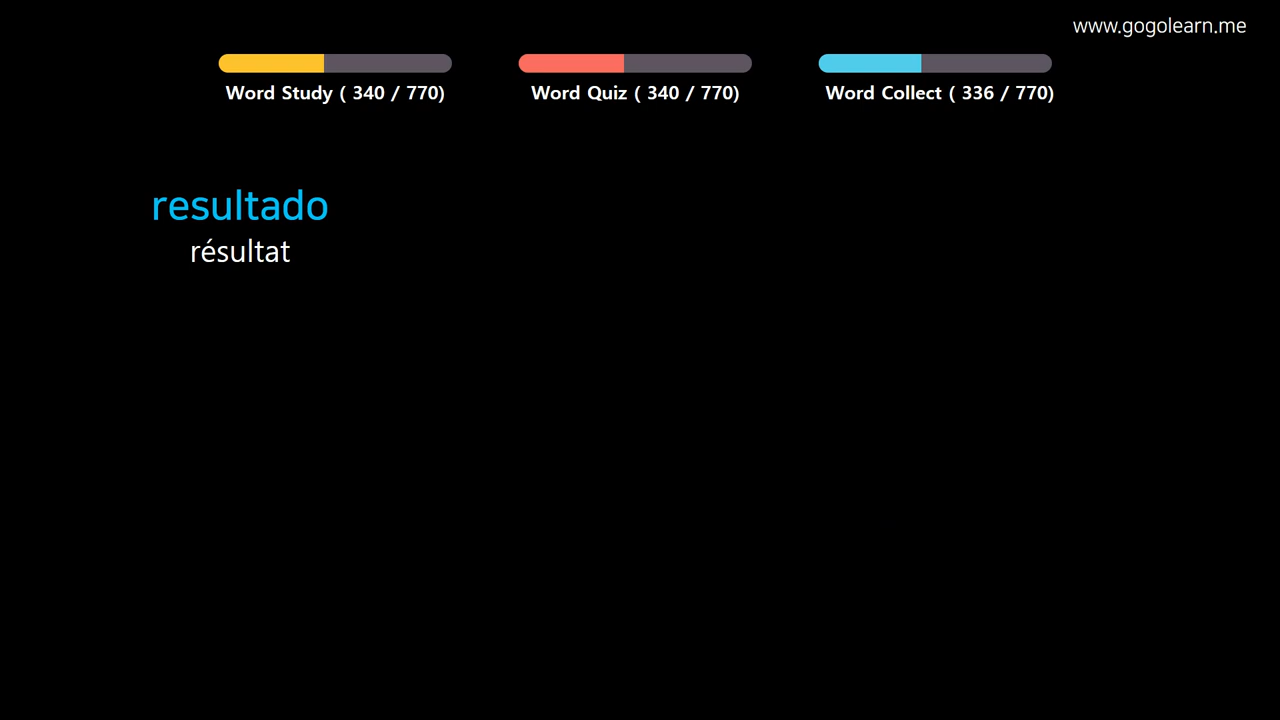 www.gogolearn.me
Word Study ( 340 / 770)
Word Quiz ( 340 / 770)
Word Collect ( 336 / 770)
resultado
résultat